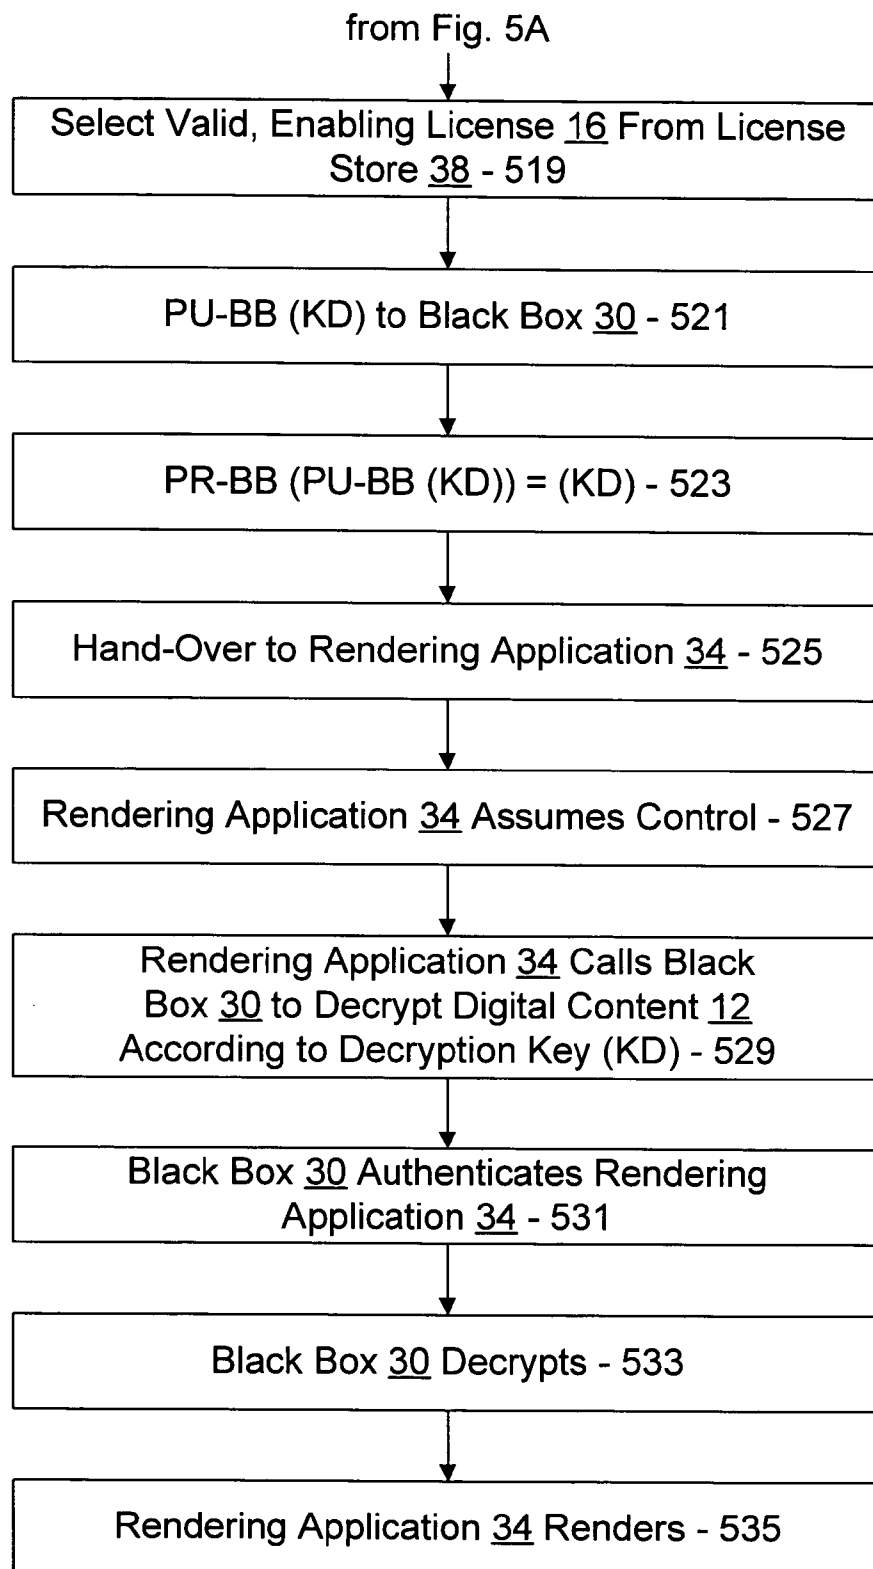 from Fig. 5A
Select Valid, Enabling License 16 From License
Store 38 - 519
PU-BB (KD) to Black Box 30 - 521
PR-BB (PU-BB (KD)) = (KD) - 523
Hand-Over to Rendering Application 34 - 525
Rendering Application 34 Assumes Control - 527
Rendering Application 34 Calls Black
Box 30 to Decrypt Digital Content 12
According to Decryption Key (KD) - 529
Black Box 30 Authenticates Rendering
Application 34 - 531
Black Box 30 Decrypts - 533
Rendering Application 34 Renders - 535